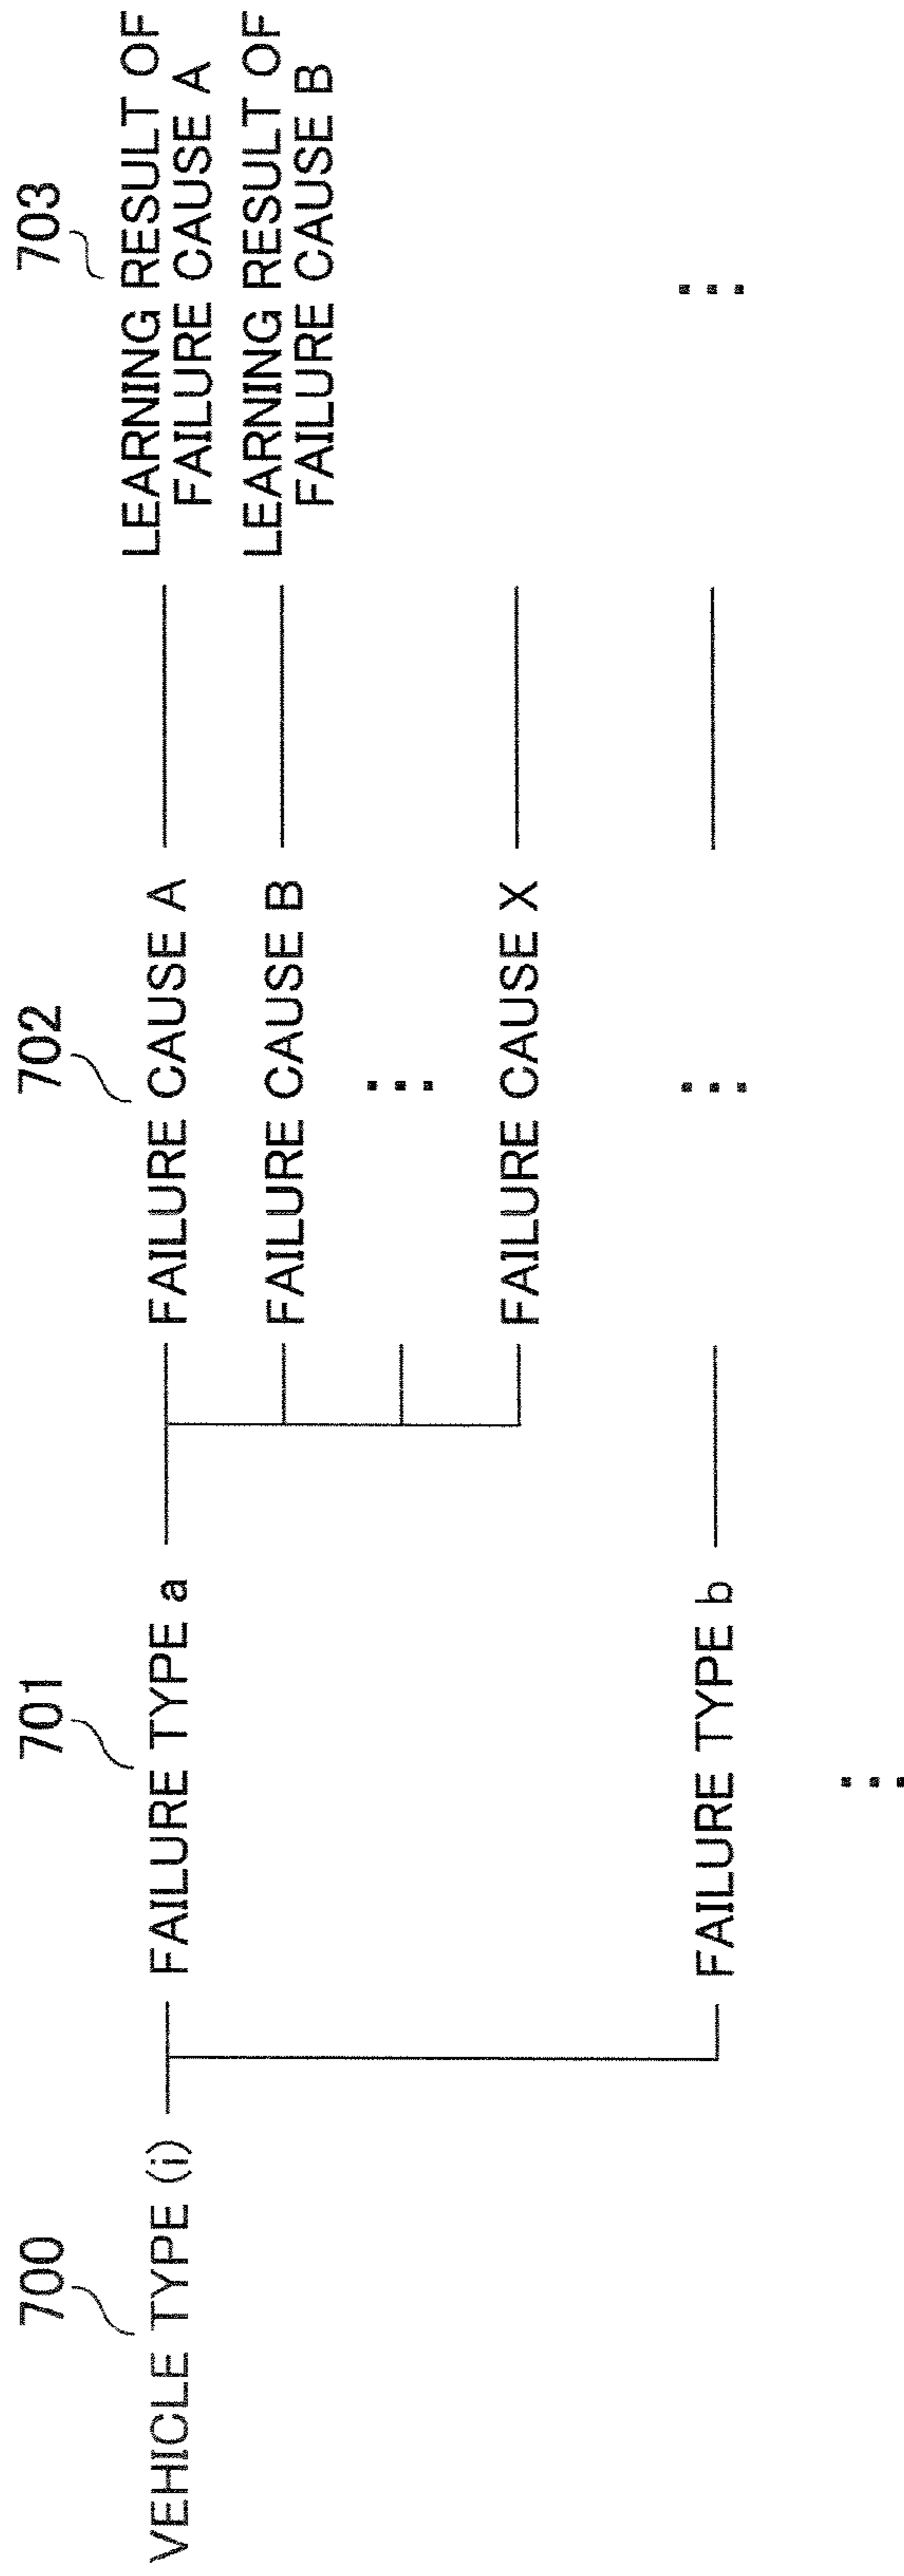 700
701
702
703
VEHICLE TYPE (i)
FAILURE TYPE a
FAILURE CAUSE A
LEARNING RESULT OF
FAILURE CAUSE A
FAILURE CAUSE B
LEARNING RESULT OF
FAILURE CAUSE B
...
FAILURE CAUSE X
FAILURE TYPE b
...
...
...